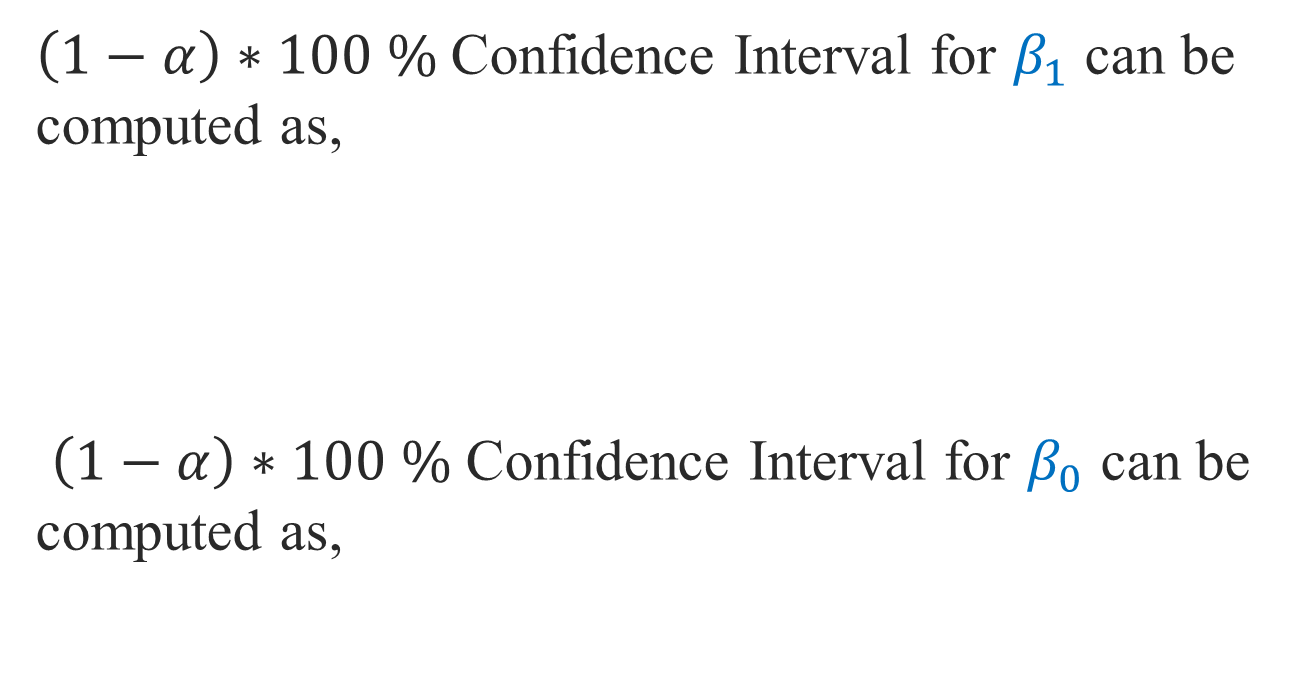 (1 − α) ∗ 100 % Confidence Interval for β₁ can be
computed as,
(1 − α) ∗ 100 % Confidence Interval for β₀ can be
computed as,